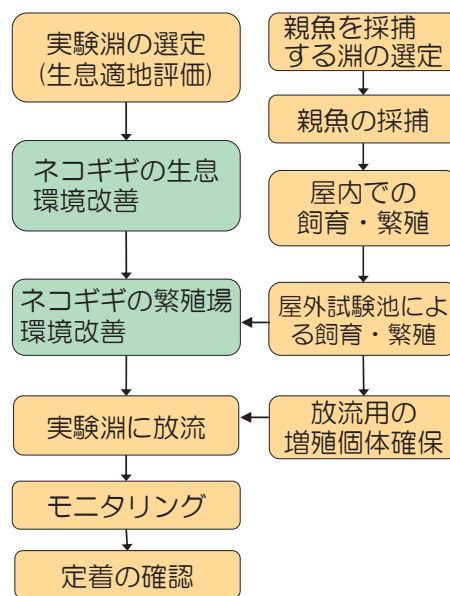 実験淵の選定
(生息適地評価)
ネコギギの生息
環境改善
ネコギギの繁殖場
環境改善
実験淵に放流
モニタリング
定着の確認
親魚を採捕
する淵の選定
親魚の採捕
屋内での
飼育・繁殖
屋外試験池によ
る飼育・繁殖
放流用の
増殖個体確保